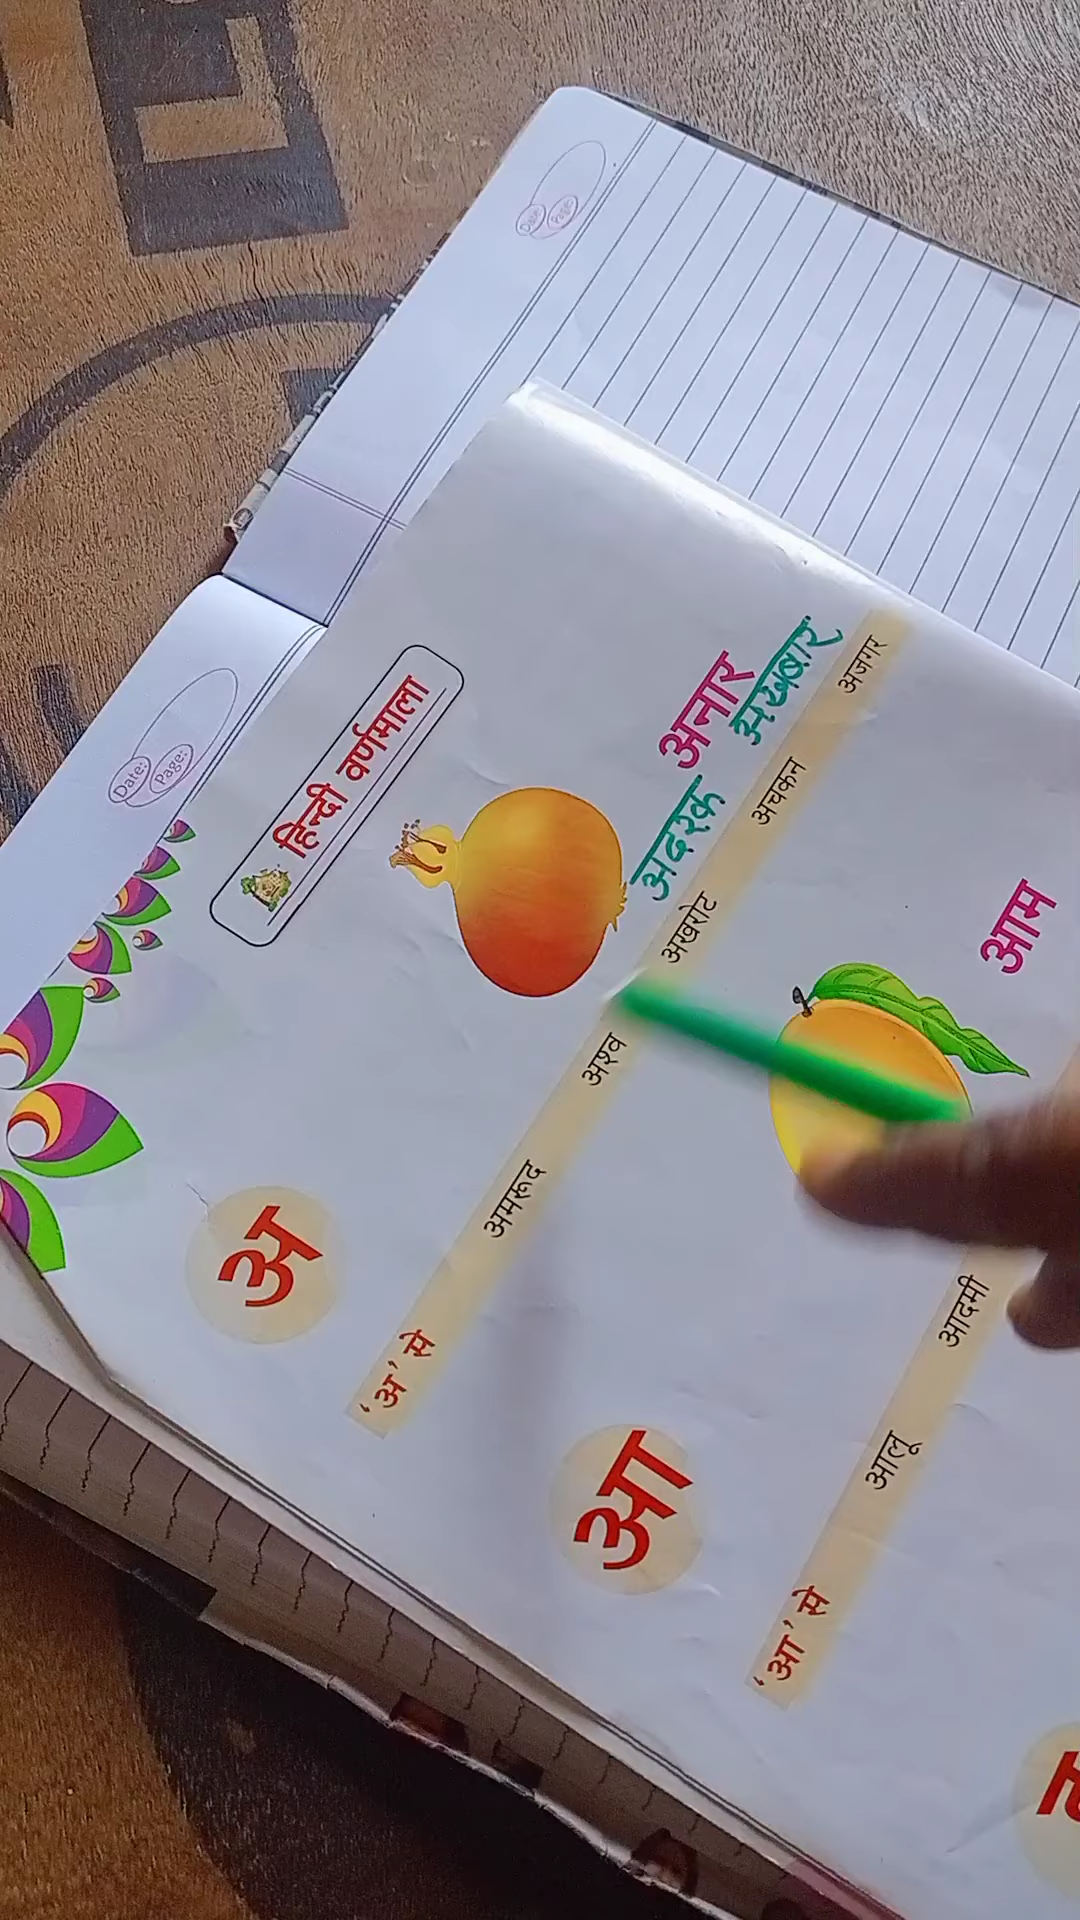 Date:
Page:
Date:
Page:
हिन्दी वर्णमाला
अ
अदरक अनार
अखबार
'अ' से अमरूद अश्व अखरोट अचकन अजगर
आ
आम
'आ' से आलू आदमी